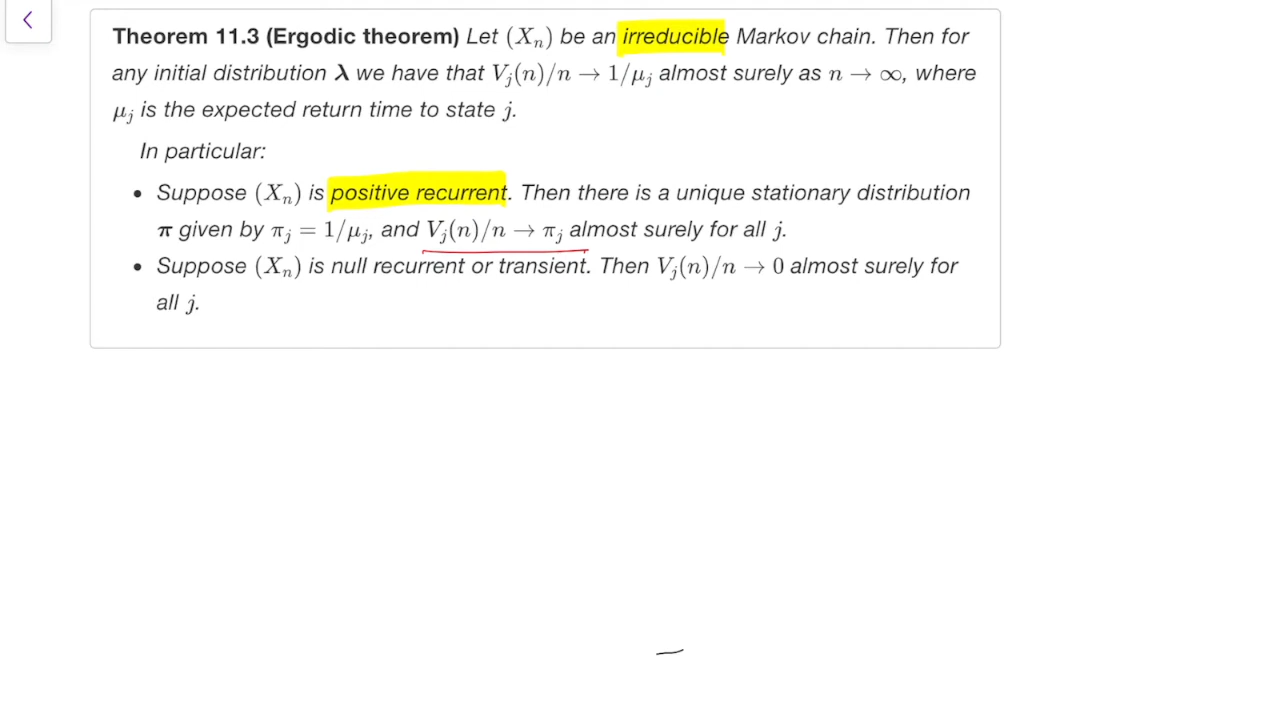 Theorem 11.3 (Ergodic theorem) Let (Xₙ) be an irreducible Markov chain. Then for
any initial distribution λ we have that Vⱼ(n)/n → 1/μⱼ almost surely as n → ∞, where
μⱼ is the expected return time to state j.
In particular:
• Suppose (Xₙ) is positive recurrent. Then there is a unique stationary distribution
π given by πⱼ = 1/μⱼ, and Vⱼ(n)/n → πⱼ almost surely for all j.
• Suppose (Xₙ) is null recurrent or transient. Then Vⱼ(n)/n → 0 almost surely for
all j.